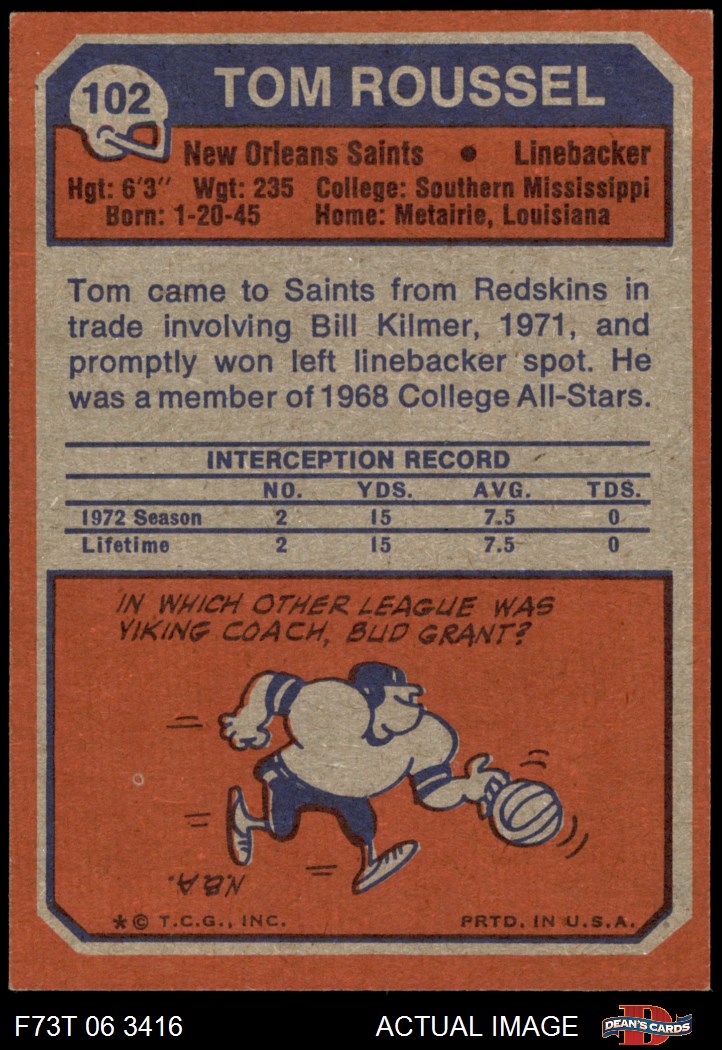 102
TOM ROUSSEL
New Orleans Saints • Linebacker
Hgt: 6'3" Wgt: 235 College: Southern Mississippi
Born: 1-20-45 Home: Metairie, Louisiana
Tom came to Saints from Redskins in
trade involving Bill Kilmer, 1971, and
promptly won left linebacker spot. He
was a member of 1968 College All-Stars.
INTERCEPTION RECORD
NO. YDS. AVG. TDS.
1972 Season 2 15 7.5 0
Lifetime 2 15 7.5 0
IN WHICH OTHER LEAGUE WAS
VIKING COACH, BUD GRANT?
N.B.A.
*© T.C.G., INC. PRTD. IN U.S.A.
F73T 06 3416 ACTUAL IMAGE D DEAN'S CARDS